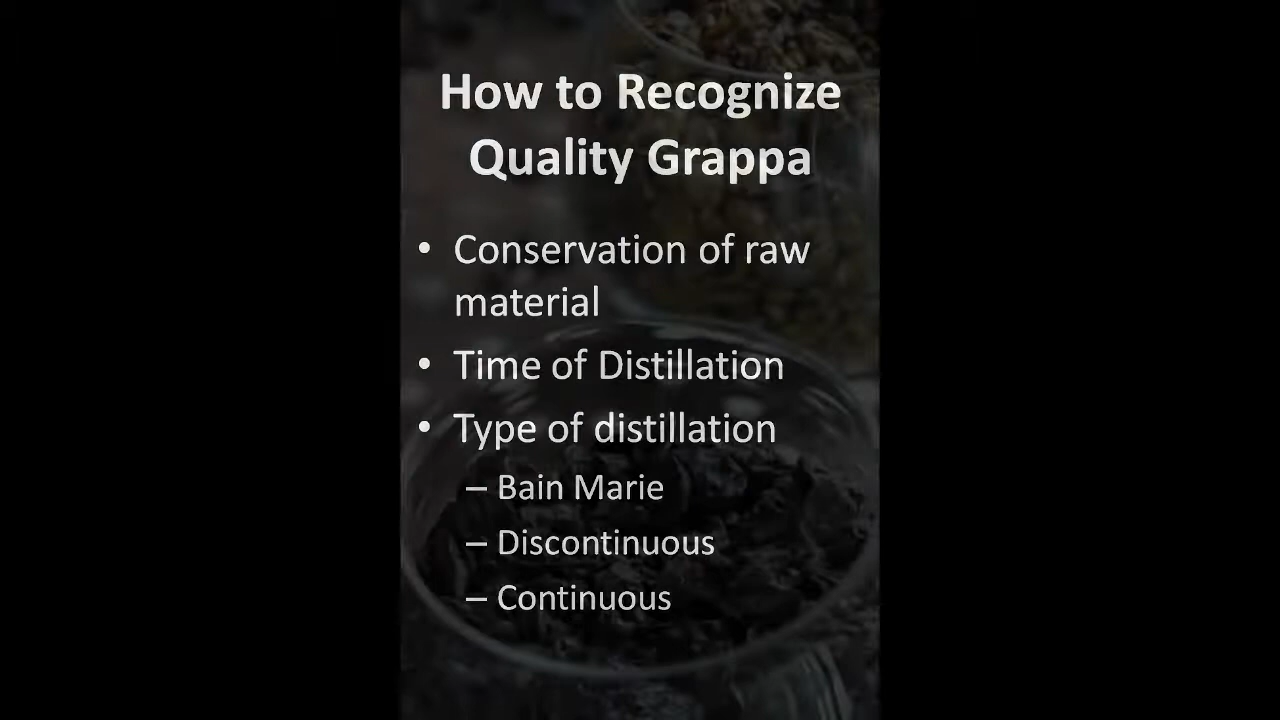 How to Recognize
Quality Grappa
• Conservation of raw
material
• Time of Distillation
• Type of distillation
– Bain Marie
– Discontinuous
– Continuous